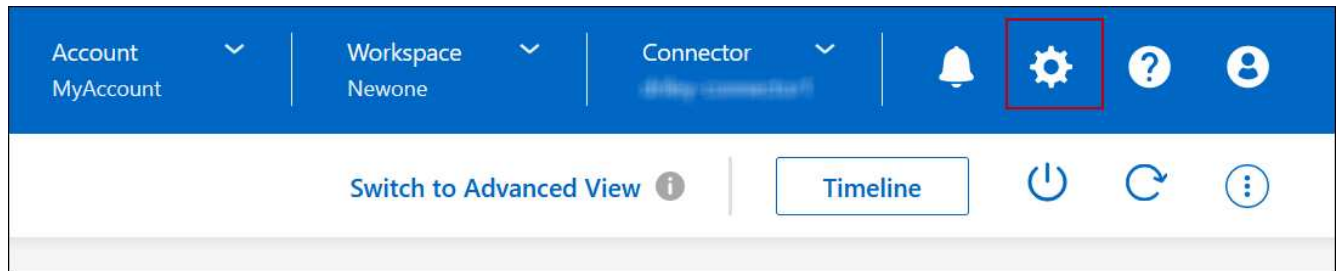 Account
MyAccount
Workspace
Newone
Connector
Switch to Advanced View
Timeline